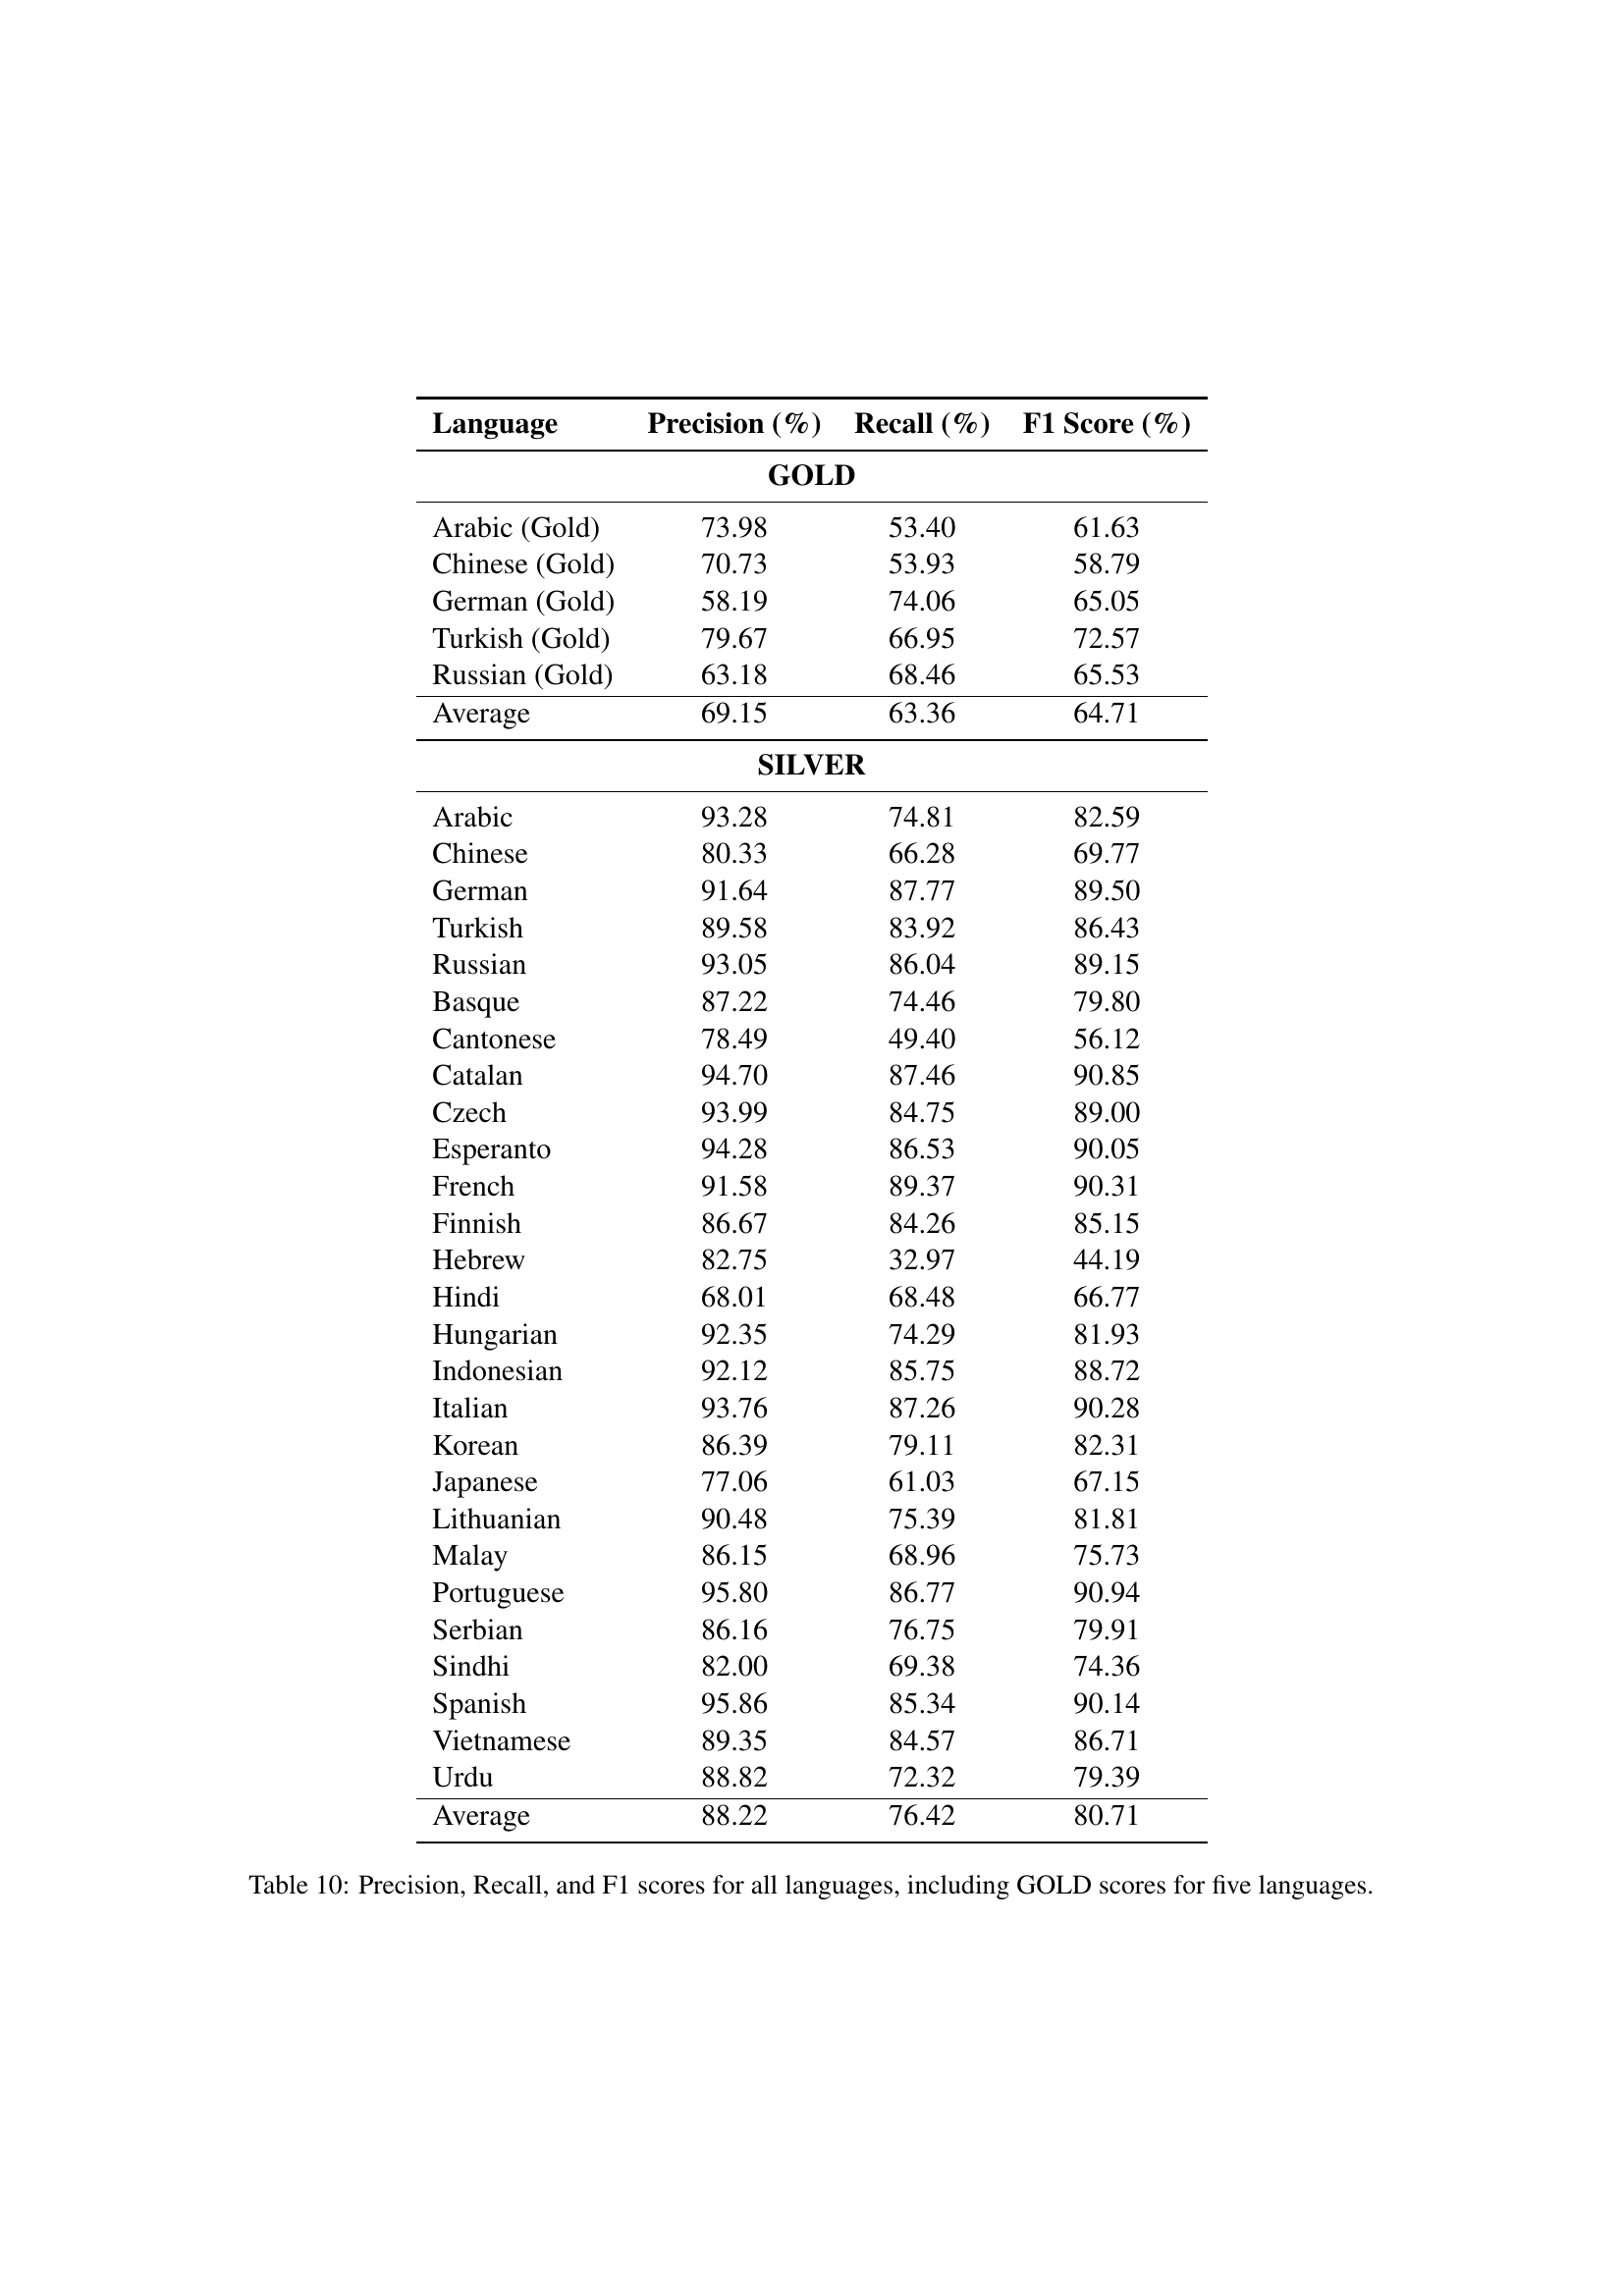 Language Precision (%) Recall (%) F1 Score (%)
GOLD
Arabic (Gold) 73.98 53.40 61.63
Chinese (Gold) 70.73 53.93 58.79
German (Gold) 58.19 74.06 65.05
Turkish (Gold) 79.67 66.95 72.57
Russian (Gold) 63.18 68.46 65.53
Average 69.15 63.36 64.71
SILVER
Arabic 93.28 74.81 82.59
Chinese 80.33 66.28 69.77
German 91.64 87.77 89.50
Turkish 89.58 83.92 86.43
Russian 93.05 86.04 89.15
Basque 87.22 74.46 79.80
Cantonese 78.49 49.40 56.12
Catalan 94.70 87.46 90.85
Czech 93.99 84.75 89.00
Esperanto 94.28 86.53 90.05
French 91.58 89.37 90.31
Finnish 86.67 84.26 85.15
Hebrew 82.75 32.97 44.19
Hindi 68.01 68.48 66.77
Hungarian 92.35 74.29 81.93
Indonesian 92.12 85.75 88.72
Italian 93.76 87.26 90.28
Korean 86.39 79.11 82.31
Japanese 77.06 61.03 67.15
Lithuanian 90.48 75.39 81.81
Malay 86.15 68.96 75.73
Portuguese 95.80 86.77 90.94
Serbian 86.16 76.75 79.91
Sindhi 82.00 69.38 74.36
Spanish 95.86 85.34 90.14
Vietnamese 89.35 84.57 86.71
Urdu 88.82 72.32 79.39
Average 88.22 76.42 80.71
Table 10: Precision, Recall, and F1 scores for all languages, including GOLD scores for five languages.